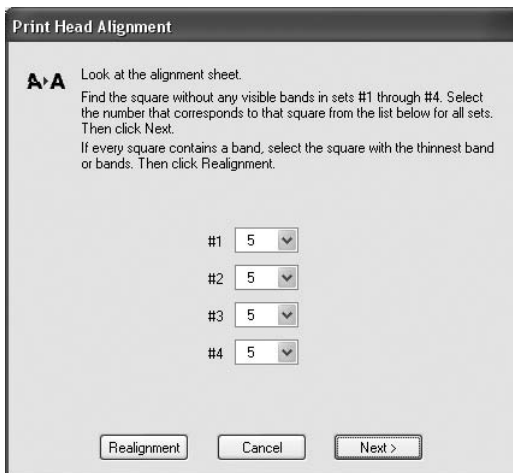 Print Head Alignment
A▸A Look at the alignment sheet.
Find the square without any visible bands in sets #1 through #4. Select
the number that corresponds to that square from the list below for all sets.
Then click Next.
If every square contains a band, select the square with the thinnest band
or bands. Then click Realignment.
#1 5
#2 5
#3 5
#4 5
Realignment Cancel Next >